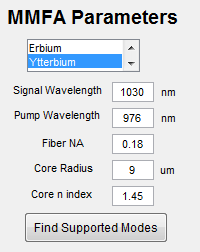 MMFA Parameters
Erbium
Ytterbium
Signal Wavelength 1030 nm
Pump Wavelength 976 nm
Fiber NA 0.18
Core Radius 9 um
Core n index 1.45
Find Supported Modes